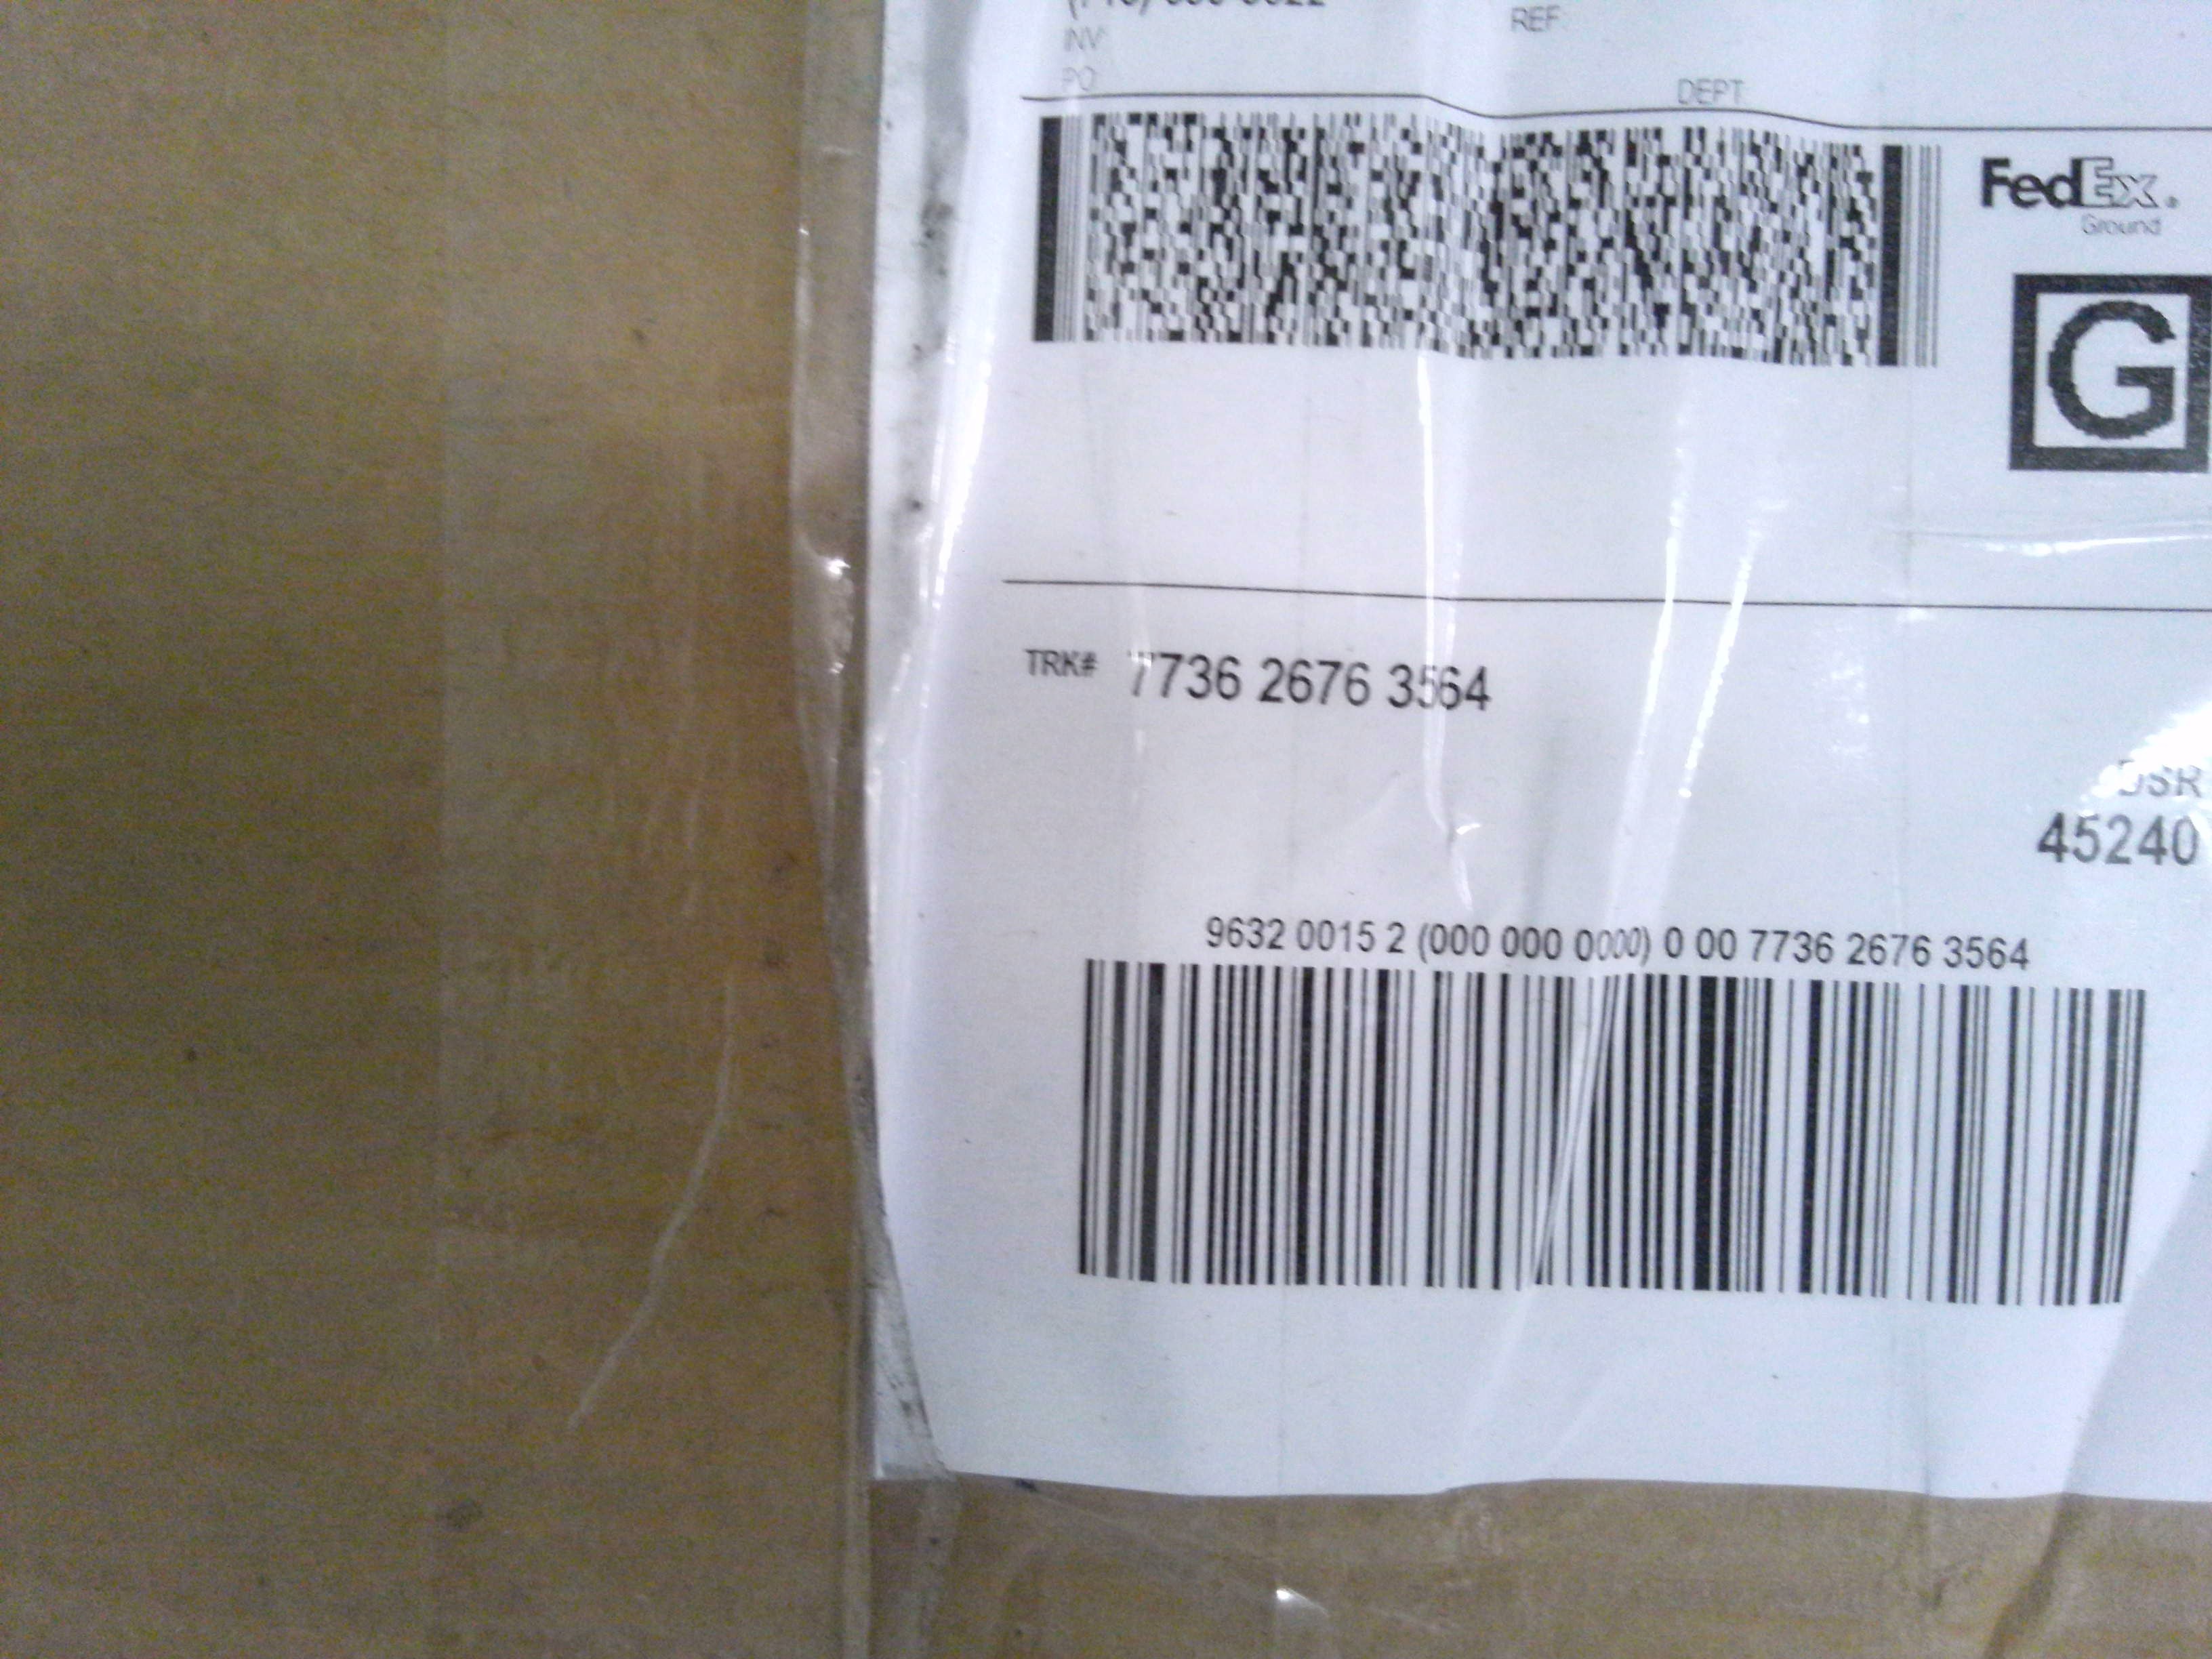 INV:
REF:
PO:
DEPT:
FedEx®
Ground
G
TRK# 7736 2676 3564
45240
9632 0015 2 (000 000 0000) 0 00 7736 2676 3564